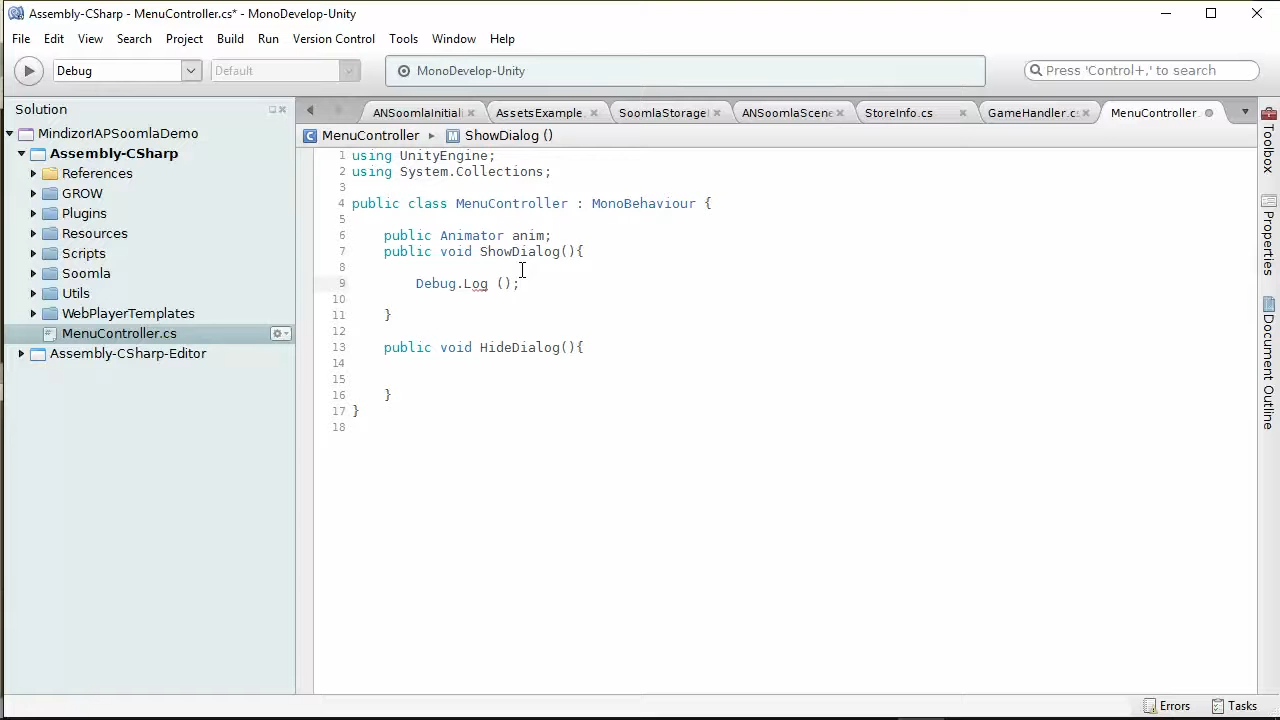 Assembly-CSharp - MenuController.cs* - MonoDevelop-Unity
File Edit View Search Project Build Run Version Control Tools Window Help
Debug Default MonoDevelop-Unity Press 'Control+,' to search
Solution
MindizorIAPSoomlaDemo
Assembly-CSharp
References
GROW
Plugins
Resources
Scripts
Soomla
Utils
WebPlayerTemplates
MenuController.cs
Assembly-CSharp-Editor
ANSoomlaInitial AssetsExample. SoomlaStorage ANSoomlaScene StoreInfo.cs GameHandler.c MenuController
MenuController ShowDialog ()
1 using UnityEngine;
2 using System.Collections;
3
4 public class MenuController : MonoBehaviour {
5
6 public Animator anim;
7 public void ShowDialog(){
8
9 Debug.Log ();
10
11 }
12
13 public void HideDialog(){
14
15
16 }
17 }
18
Toolbox
Properties
Document Outline
Errors Tasks